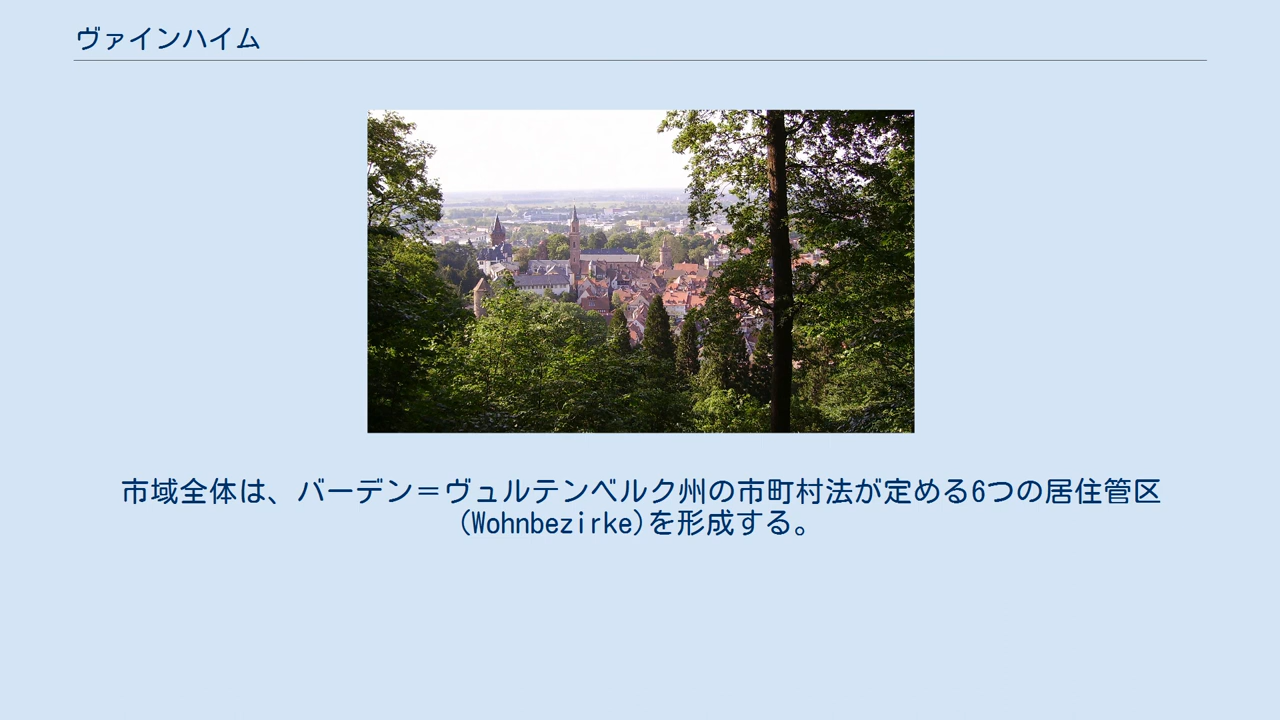 ヴァインハイム
市域全体は、バーデン＝ヴュルテンベルク州の市町村法が定める6つの居住管区
(Wohnbezirke)を形成する。